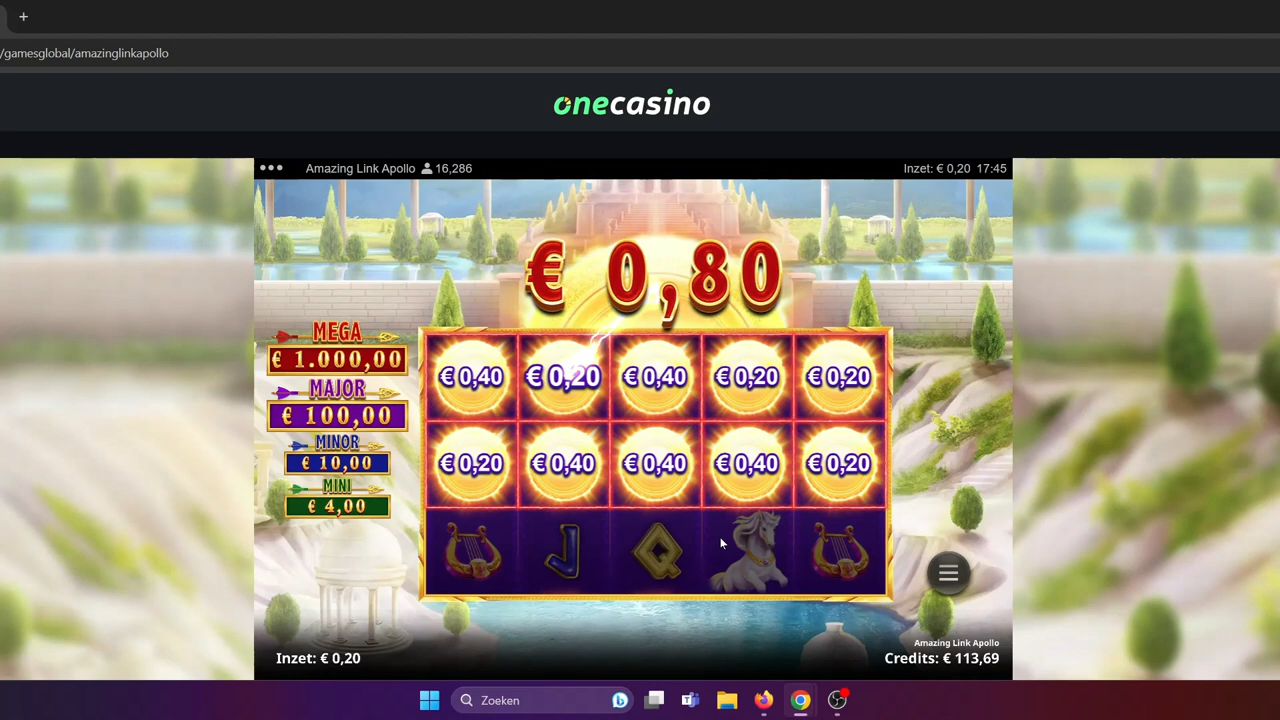 /gamesglobal/amazinglinkapollo
onecasino
Amazing Link Apollo 16,286
Inzet: € 0,20 17:45
€ 0,80
MEGA
€ 1.000,00
MAJOR
€ 100,00
MINOR
€ 10,00
MINI
€ 4,00
€ 0,40 € 0,20 € 0,40 € 0,20 € 0,20
€ 0,20 € 0,40 € 0,40 € 0,40 € 0,20
J Q
Amazing Link Apollo
Inzet: € 0,20
Credits: € 113,69
Zoeken